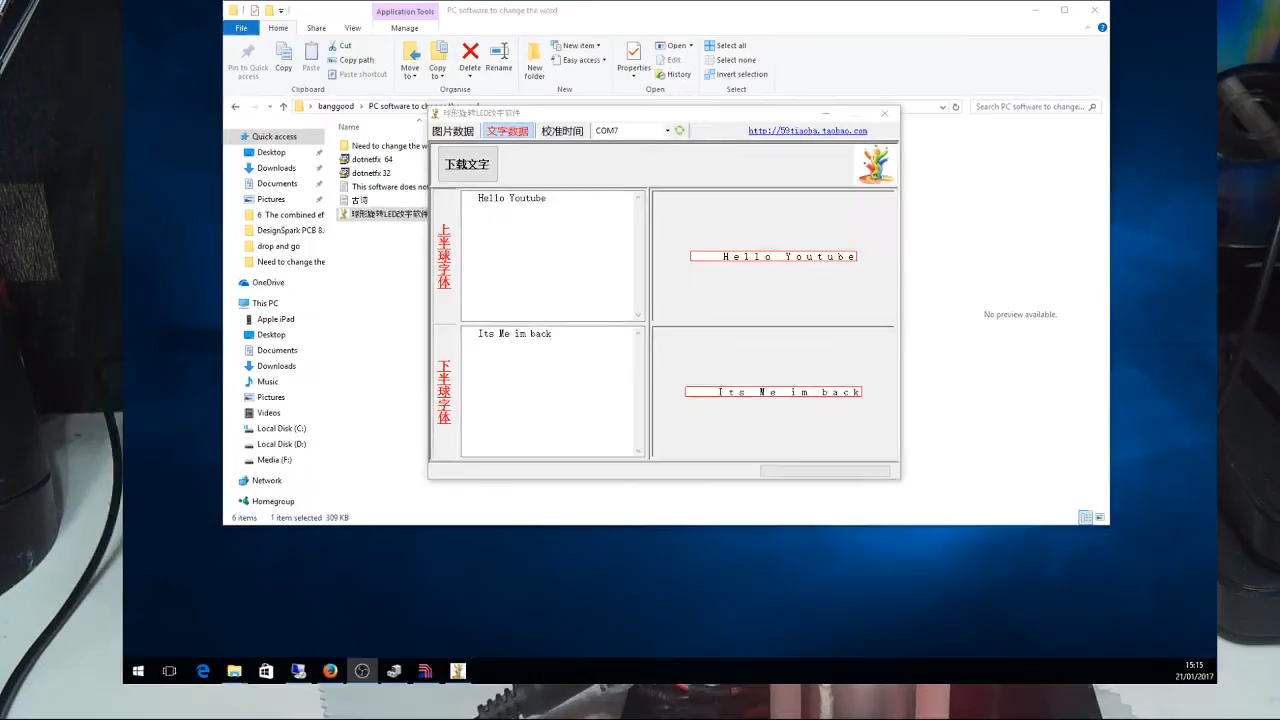 Application Tools
PC software to change the word
File
Home
Share
View
Manage
Pin to Quick access
Copy
Paste
Cut
Copy path
Paste shortcut
Clipboard
Move to
Copy to
Delete
Rename
Organise
New folder
New item
Easy access
New
Properties
Open
Edit
History
Open
Select all
Select none
Invert selection
Select
banggood
PC software to change the word
Search PC software to change...
Quick access
Desktop
Downloads
Documents
Pictures
6 The combined ef
DesignSpark PCB 8.
drop and go
Need to change the
OneDrive
This PC
Apple iPad
Desktop
Documents
Downloads
Music
Pictures
Videos
Local Disk (C:)
Local Disk (D:)
Media (F:)
Network
Homegroup
Name
Need to change the w
dotnetfx 64
dotnetfx 32
This software does no
古词
球形旋转LED改字软件
球形旋转LED改字软件
图片数据
文字数据
校准时间
COM7
http://59tiaoba.taobao.com
下载文字
上半球字体
Hello Youtube
Hello Youtube
下半球字体
Its Me im back
Its Me im back
No preview available.
6 items
1 item selected 309 KB
15:15
21/01/2017